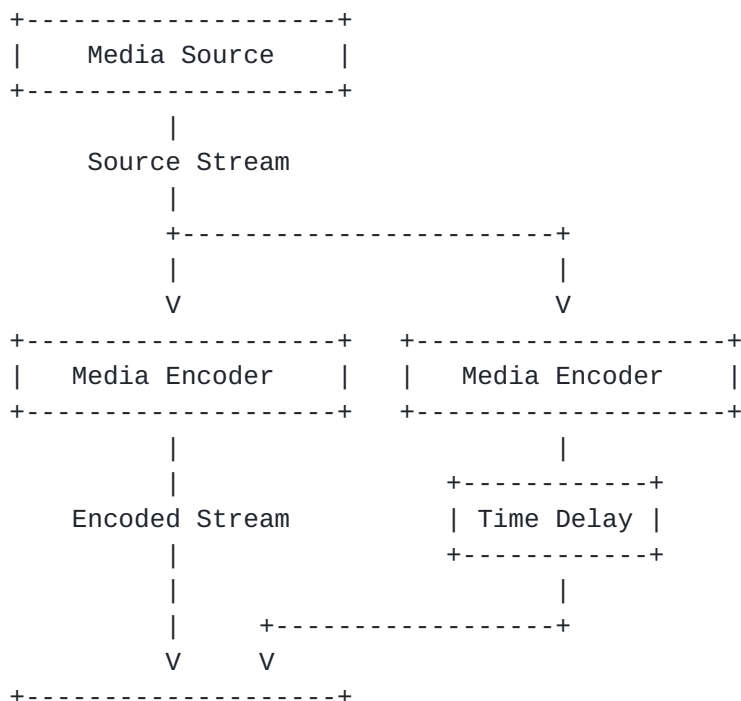 +--------------------+
|    Media Source    |
+--------------------+
          |
     Source Stream
          |
          +------------------------+
          |                        |
          V                        V
+--------------------+   +--------------------+
|   Media Encoder    |   |   Media Encoder    |
+--------------------+   +--------------------+
          |                        |
          |                 +------------+
    Encoded Stream          | Time Delay |
          |                 +------------+
          |                        |
          |     +------------------+
          V     V
+--------------------+